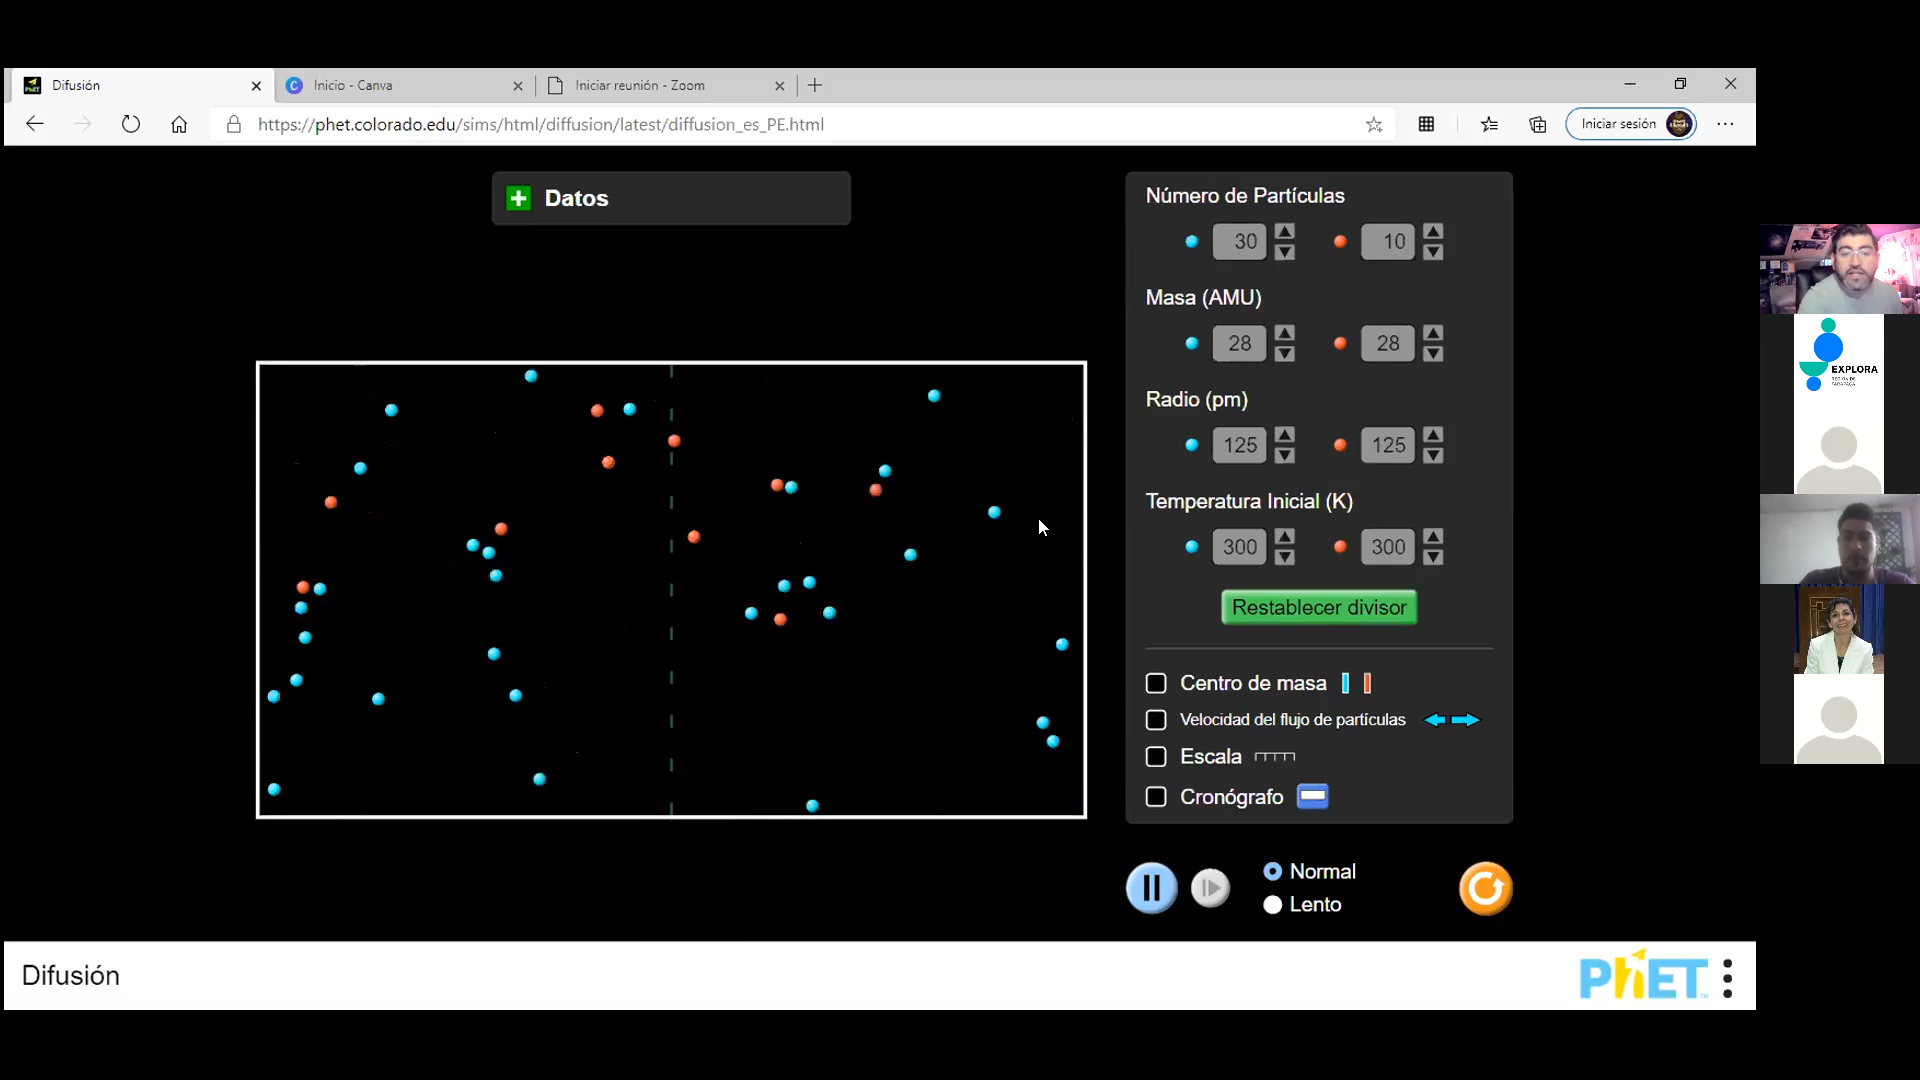 Difusión
Inicio - Canva
Iniciar reunión - Zoom
https://phet.colorado.edu/sims/html/diffusion/latest/diffusion_es_PE.html
Iniciar sesión
Datos
Número de Partículas
30
10
Masa (AMU)
28
28
Radio (pm)
125
125
Temperatura Inicial (K)
300
300
Restablecer divisor
Centro de masa
Velocidad del flujo de partículas
Escala
Cronógrafo
Normal
Lento
Difusión
PhET
EXPLORA